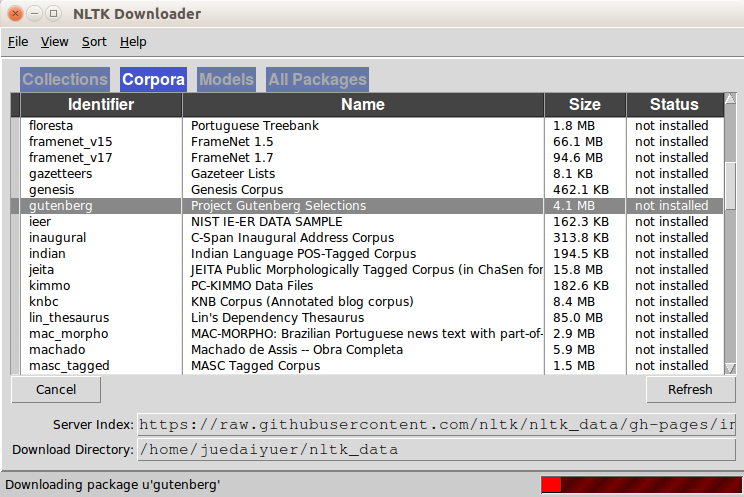 NLTK Downloader
File View Sort Help
Collections Corpora Models All Packages
Identifier Name Size Status
floresta Portuguese Treebank 1.8 MB not installed
framenet_v15 FrameNet 1.5 66.1 MB not installed
framenet_v17 FrameNet 1.7 94.6 MB not installed
gazetteers Gazeteer Lists 8.1 KB not installed
genesis Genesis Corpus 462.1 KB not installed
gutenberg Project Gutenberg Selections 4.1 MB not installed
ieer NIST IE-ER DATA SAMPLE 162.3 KB not installed
inaugural C-Span Inaugural Address Corpus 313.8 KB not installed
indian Indian Language POS-Tagged Corpus 194.5 KB not installed
jeita JEITA Public Morphologically Tagged Corpus (in ChaSen for 15.8 MB not installed
kimmo PC-KIMMO Data Files 182.6 KB not installed
knbc KNB Corpus (Annotated blog corpus) 8.4 MB not installed
lin_thesaurus Lin's Dependency Thesaurus 85.0 MB not installed
mac_morpho MAC-MORPHO: Brazilian Portuguese news text with part-of- 2.9 MB not installed
machado Machado de Assis -- Obra Completa 5.9 MB not installed
masc_tagged MASC Tagged Corpus 1.5 MB not installed
Cancel Refresh
Server Index: https://raw.githubusercontent.com/nltk/nltk_data/gh-pages/in
Download Directory: /home/juedaiyuer/nltk_data
Downloading package u'gutenberg'